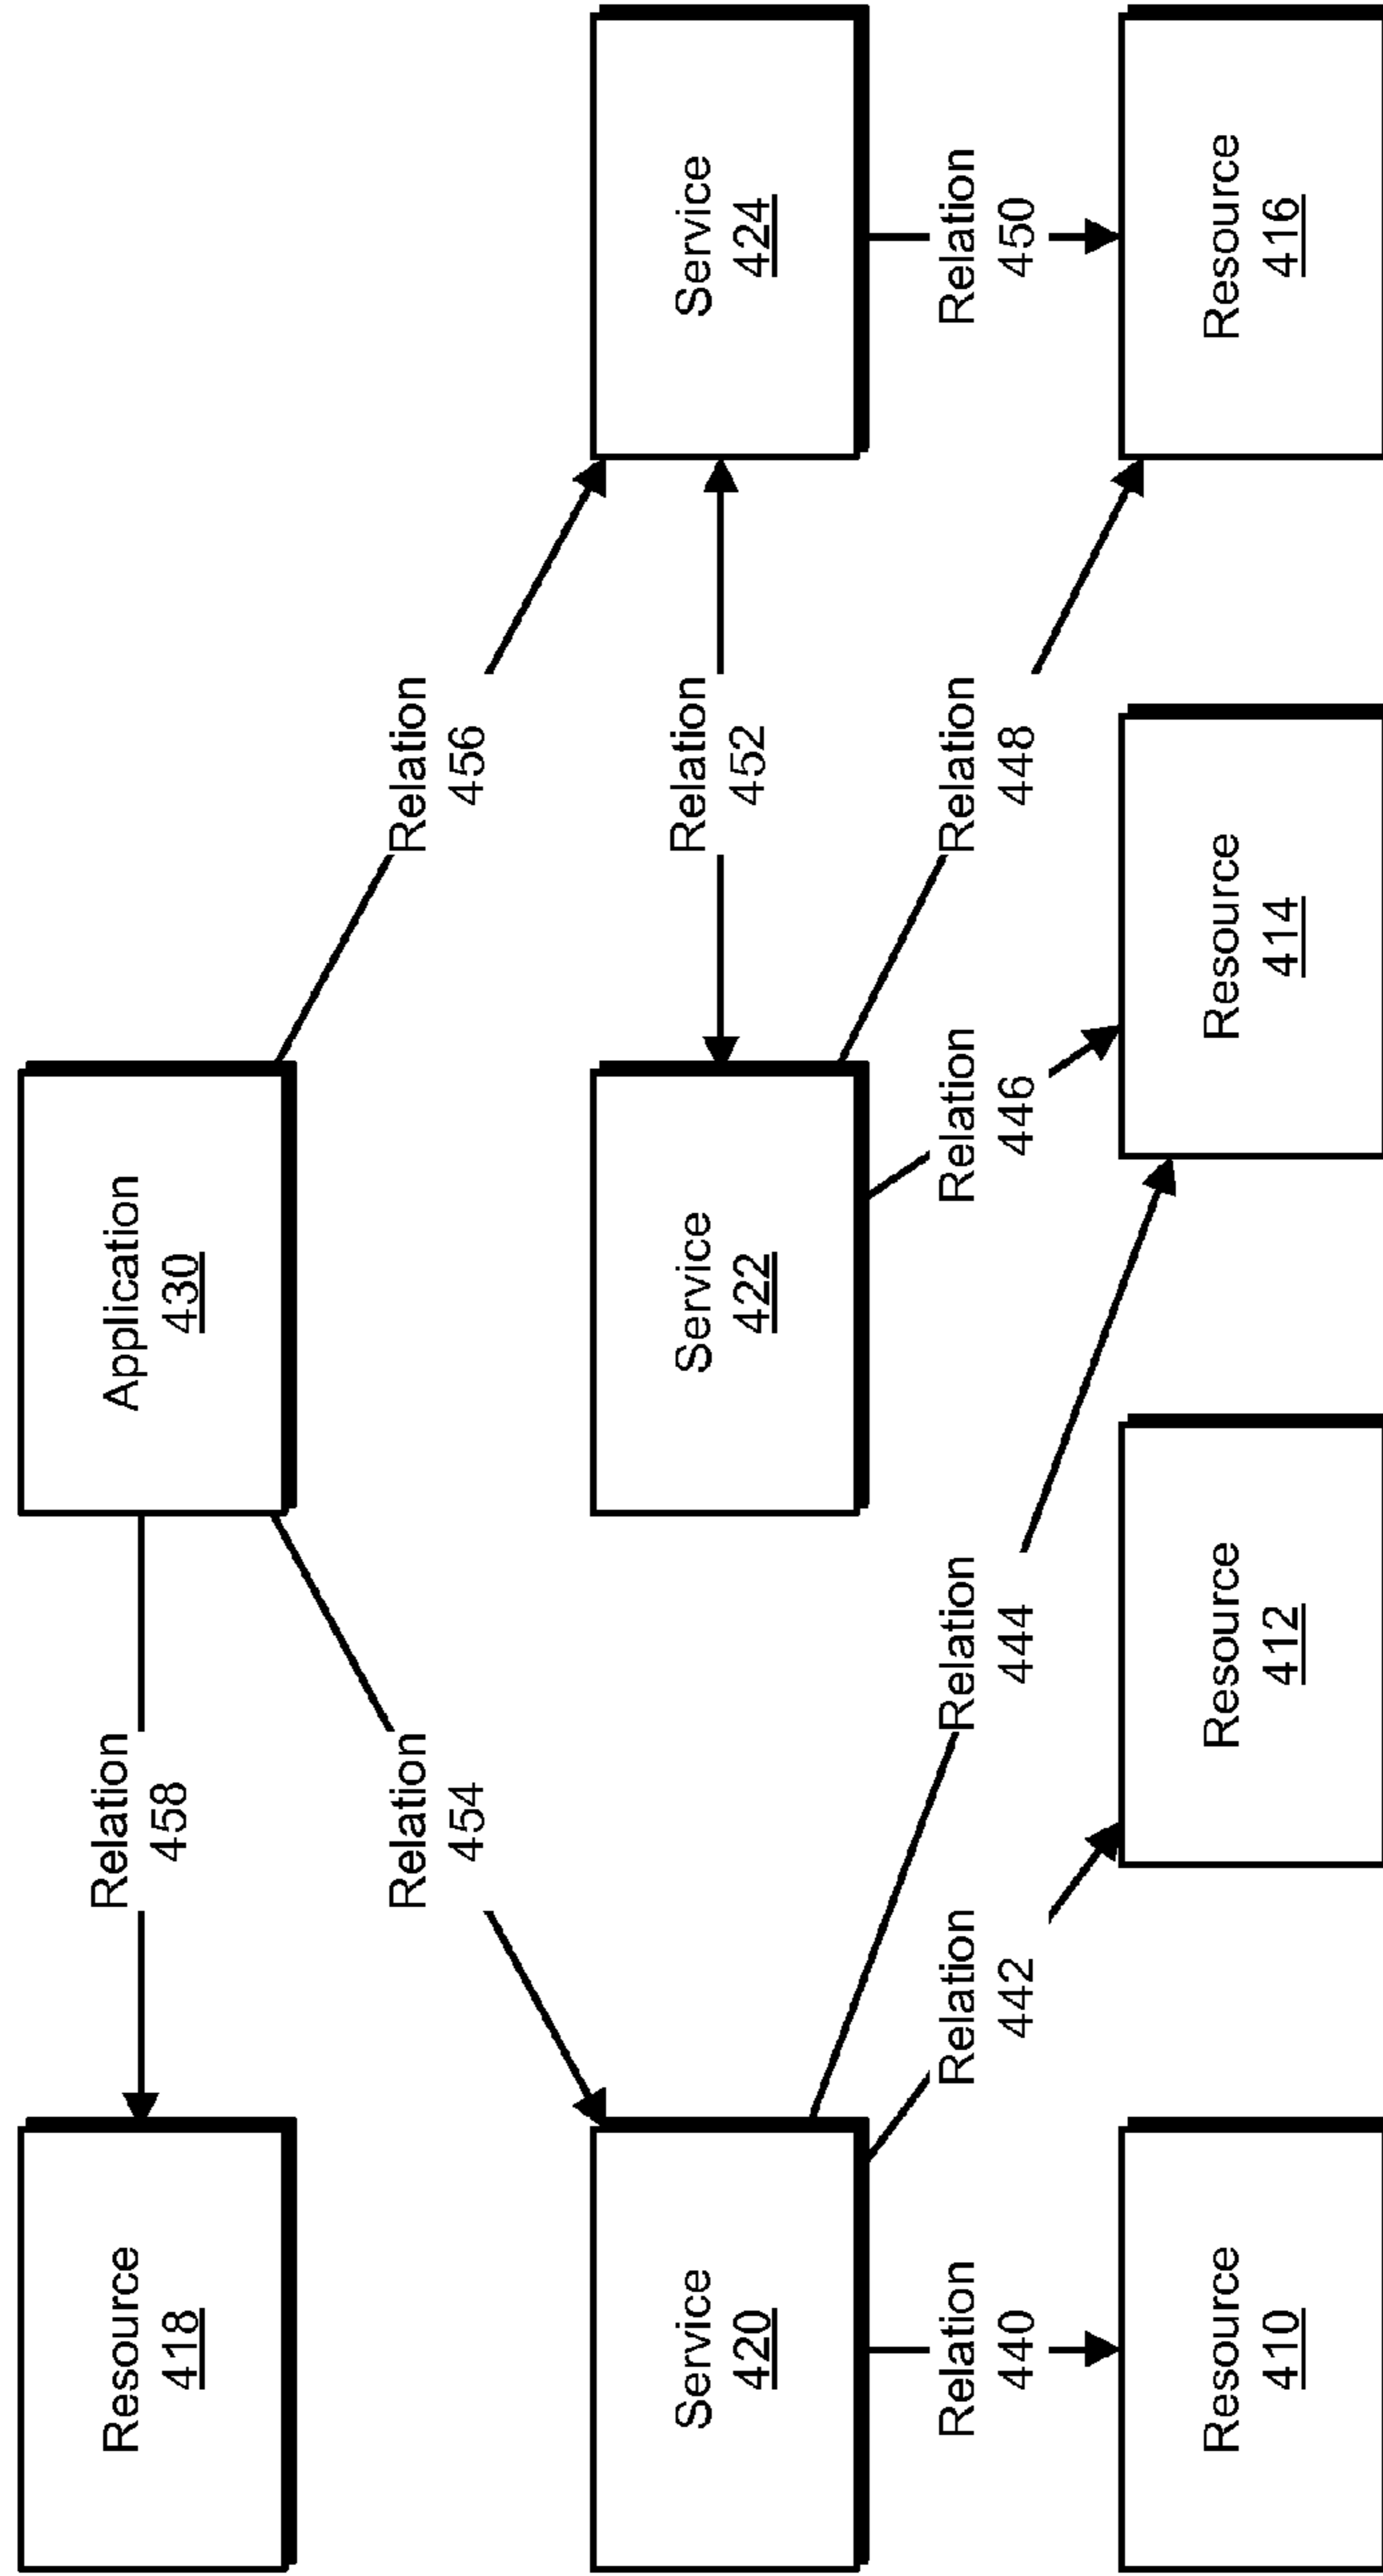 Resource
418
Relation
458
Application
430
Relation
454
Relation
456
Service
420
Service
422
Relation
452
Service
424
Relation
440
Relation
442
Relation
444
Relation
446
Relation
448
Relation
450
Resource
410
Resource
412
Resource
414
Resource
416